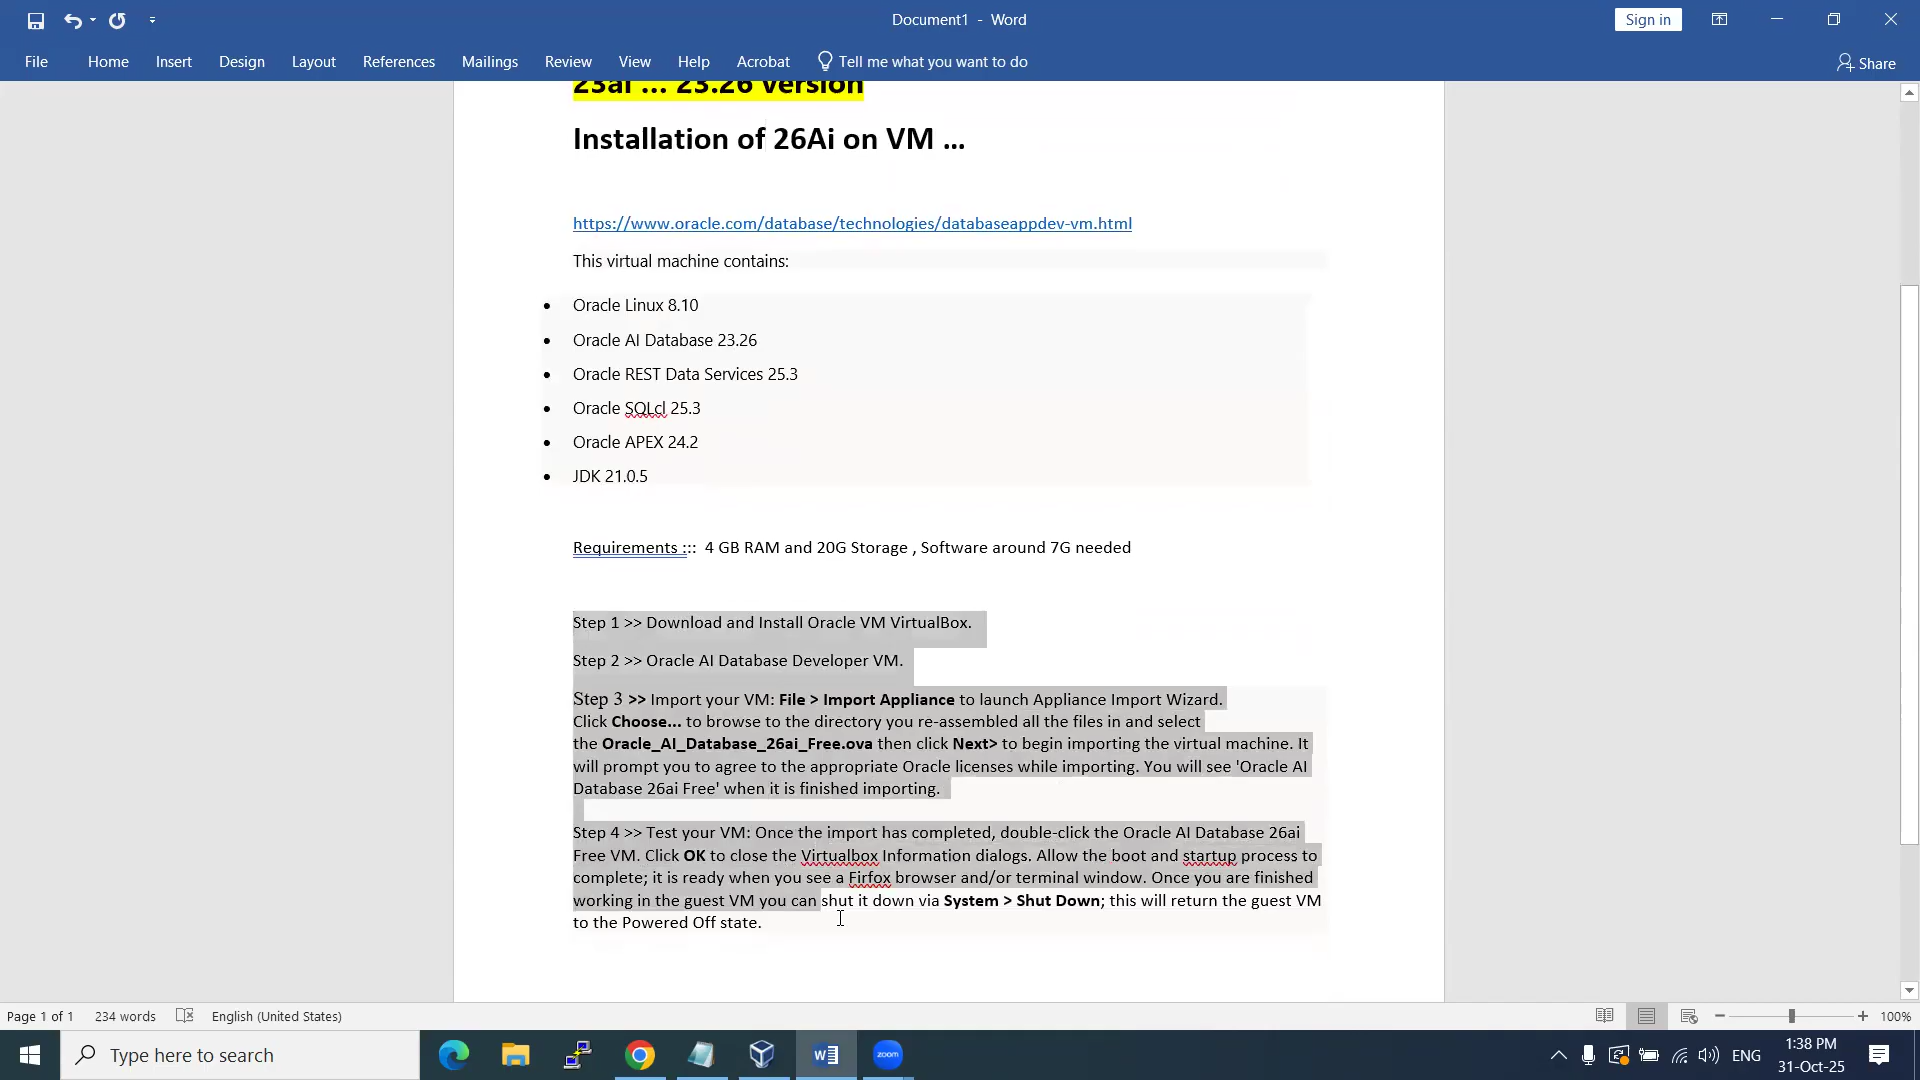 Document1 - Word
Sign in
File Home Insert Design Layout References Mailings Review View Help Acrobat Tell me what you want to do
Share
23ai ... 23.26 version
Installation of 26Ai on VM ...
https://www.oracle.com/database/technologies/databaseappdev-vm.html
This virtual machine contains:
• Oracle Linux 8.10
• Oracle AI Database 23.26
• Oracle REST Data Services 25.3
• Oracle SQLcl 25.3
• Oracle APEX 24.2
• JDK 21.0.5
Requirements ::: 4 GB RAM and 20G Storage , Software around 7G needed
Step 1 >> Download and Install Oracle VM VirtualBox.
Step 2 >> Oracle AI Database Developer VM.
Step 3 >> Import your VM: File > Import Appliance to launch Appliance Import Wizard.
Click Choose... to browse to the directory you re-assembled all the files in and select
the Oracle_AI_Database_26ai_Free.ova then click Next> to begin importing the virtual machine. It
will prompt you to agree to the appropriate Oracle licenses while importing. You will see 'Oracle AI
Database 26ai Free' when it is finished importing.
Step 4 >> Test your VM: Once the import has completed, double-click the Oracle AI Database 26ai
Free VM. Click OK to close the Virtualbox Information dialogs. Allow the boot and startup process to
complete; it is ready when you see a Firfox browser and/or terminal window. Once you are finished
working in the guest VM you can shut it down via System > Shut Down; this will return the guest VM
to the Powered Off state.
Page 1 of 1 234 words English (United States)
100%
Type here to search
zoom
ENG
1:38 PM
31-Oct-25